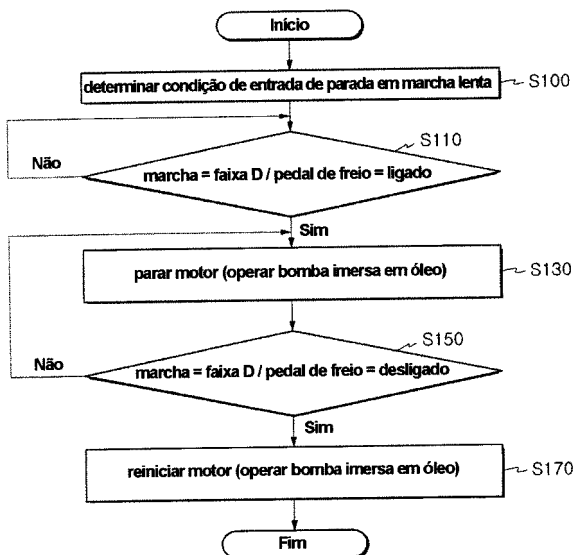 Início
determinar condição de entrada de parada em marcha lenta
S100
S110
Não
marcha = faixa D / pedal de freio = ligado
Sim
parar motor (operar bomba imersa em óleo)
S130
S150
Não
marcha = faixa D / pedal de freio = desligado
Sim
reiniciar motor (operar bomba imersa em óleo)
S170
Fim